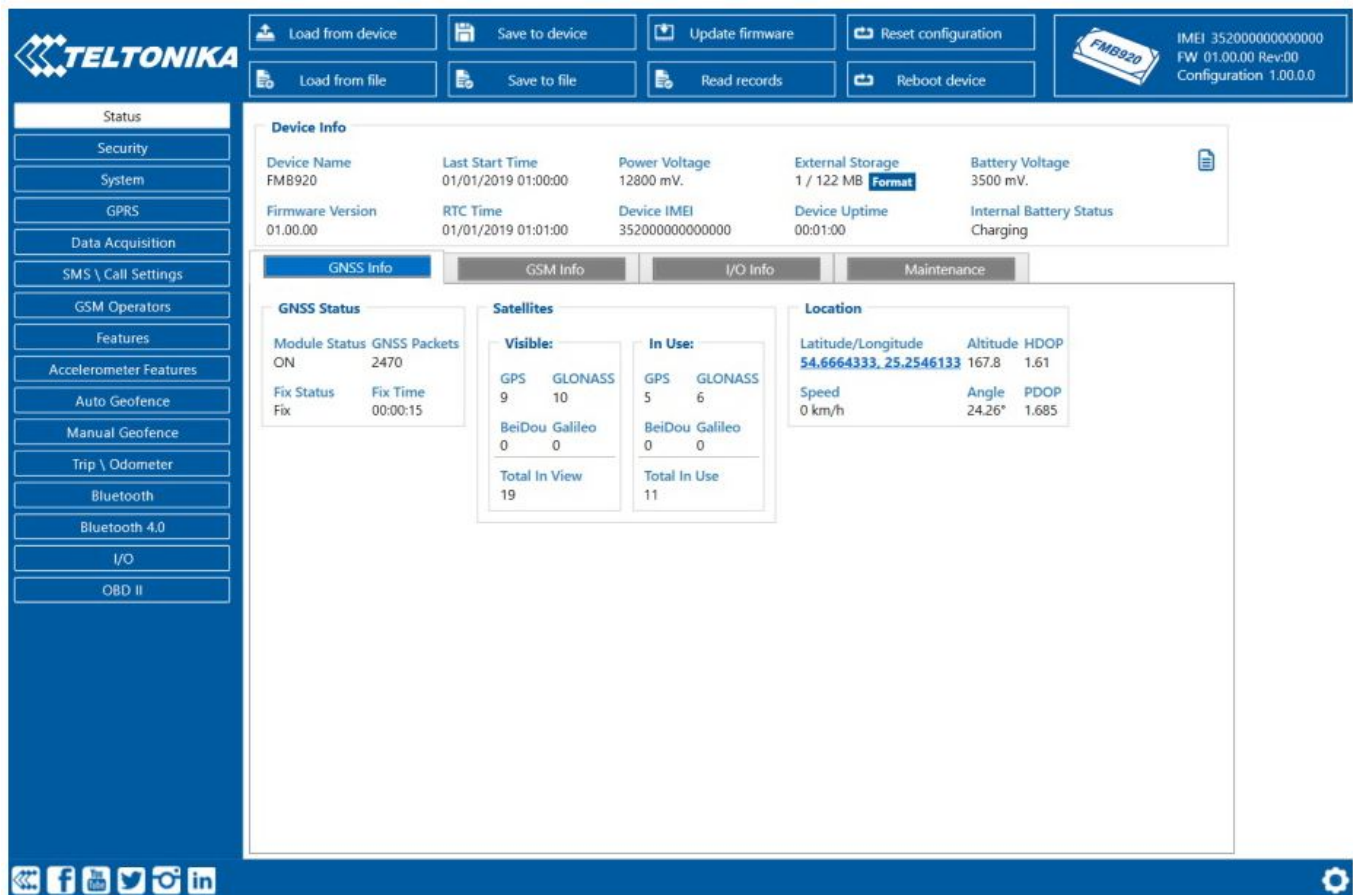 TELTONIKA
Load from device
Save to device
Update firmware
Reset configuration
Load from file
Save to file
Read records
Reboot device
FMB920
IMEI 352000000000000
FW 01.00.00 Rev:00
Configuration 1.00.0.0
Status
Security
System
GPRS
Data Acquisition
SMS \ Call Settings
GSM Operators
Features
Accelerometer Features
Auto Geofence
Manual Geofence
Trip \ Odometer
Bluetooth
Bluetooth 4.0
I/O
OBD II
Device Info
Device Name Last Start Time Power Voltage External Storage Battery Voltage
FMB920 01/01/2019 01:00:00 12800 mV. 1 / 122 MB Format 3500 mV.
Firmware Version RTC Time Device IMEI Device Uptime Internal Battery Status
01.00.00 01/01/2019 01:01:00 352000000000000 00:01:00 Charging
GNSS Info GSM Info I/O Info Maintenance
GNSS Status
Module Status GNSS Packets
ON 2470
Fix Status Fix Time
Fix 00:00:15
Satellites
Visible:
GPS GLONASS
9 10
BeiDou Galileo
0 0
Total In View
19
In Use:
GPS GLONASS
5 6
BeiDou Galileo
0 0
Total In Use
11
Location
Latitude/Longitude Altitude HDOP
54.6664333, 25.2546133 167.8 1.61
Speed Angle PDOP
0 km/h 24.26° 1.685